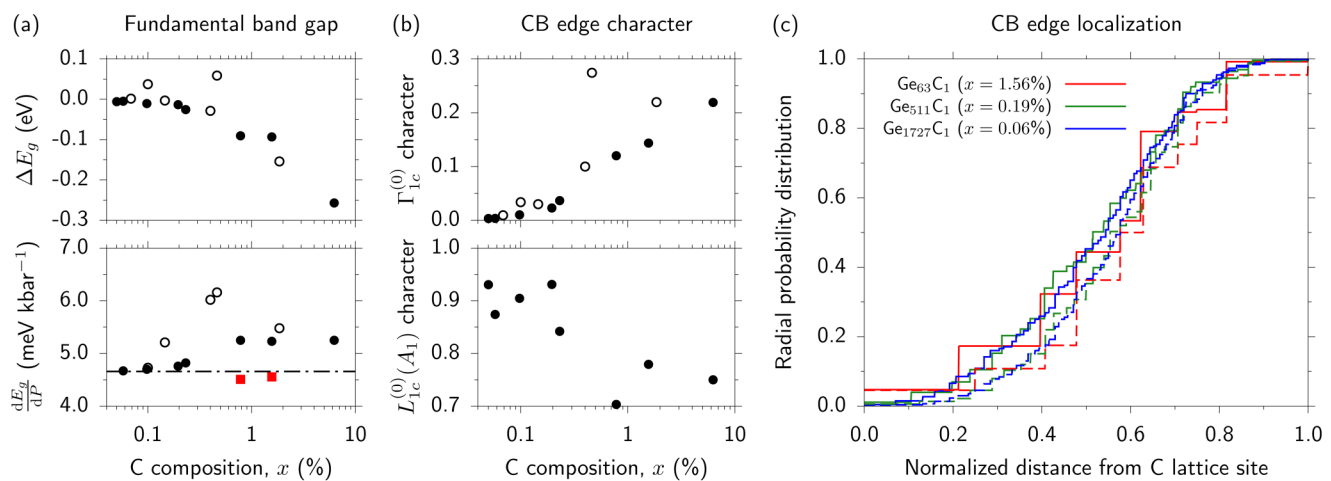 (a) Fundamental band gap
ΔE_g (eV)
0.1
0.0
-0.1
-0.2
-0.3
dE_g/dP (meV kbar⁻¹)
7.0
6.0
5.0
4.0
0.1 1 10
C composition, x (%)
(b) CB edge character
Γ_{1c}^{(0)} character
0.3
0.2
0.1
0.0
L_{1c}^{(0)}(A_1) character
1.0
0.9
0.8
0.7
0.1 1 10
C composition, x (%)
(c) CB edge localization
Radial probability distribution
1.0
0.8
0.6
0.4
0.2
0.0
Ge₆₃C₁ (x = 1.56%)
Ge₅₁₁C₁ (x = 0.19%)
Ge₁₇₂₇C₁ (x = 0.06%)
0.0 0.2 0.4 0.6 0.8 1.0
Normalized distance from C lattice site